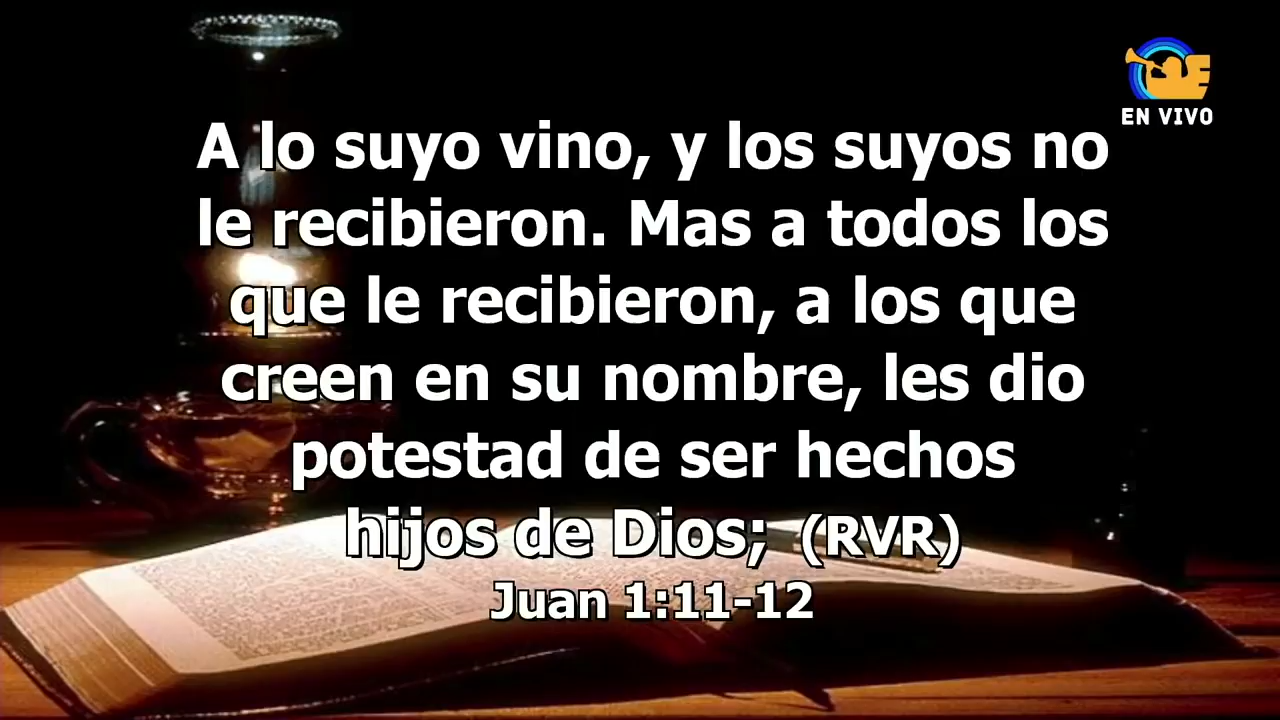 EN VIVO
A lo suyo vino, y los suyos no
le recibieron. Mas a todos los
que le recibieron, a los que
creen en su nombre, les dio
potestad de ser hechos
hijos de Dios; (RVR)
Juan 1:11-12